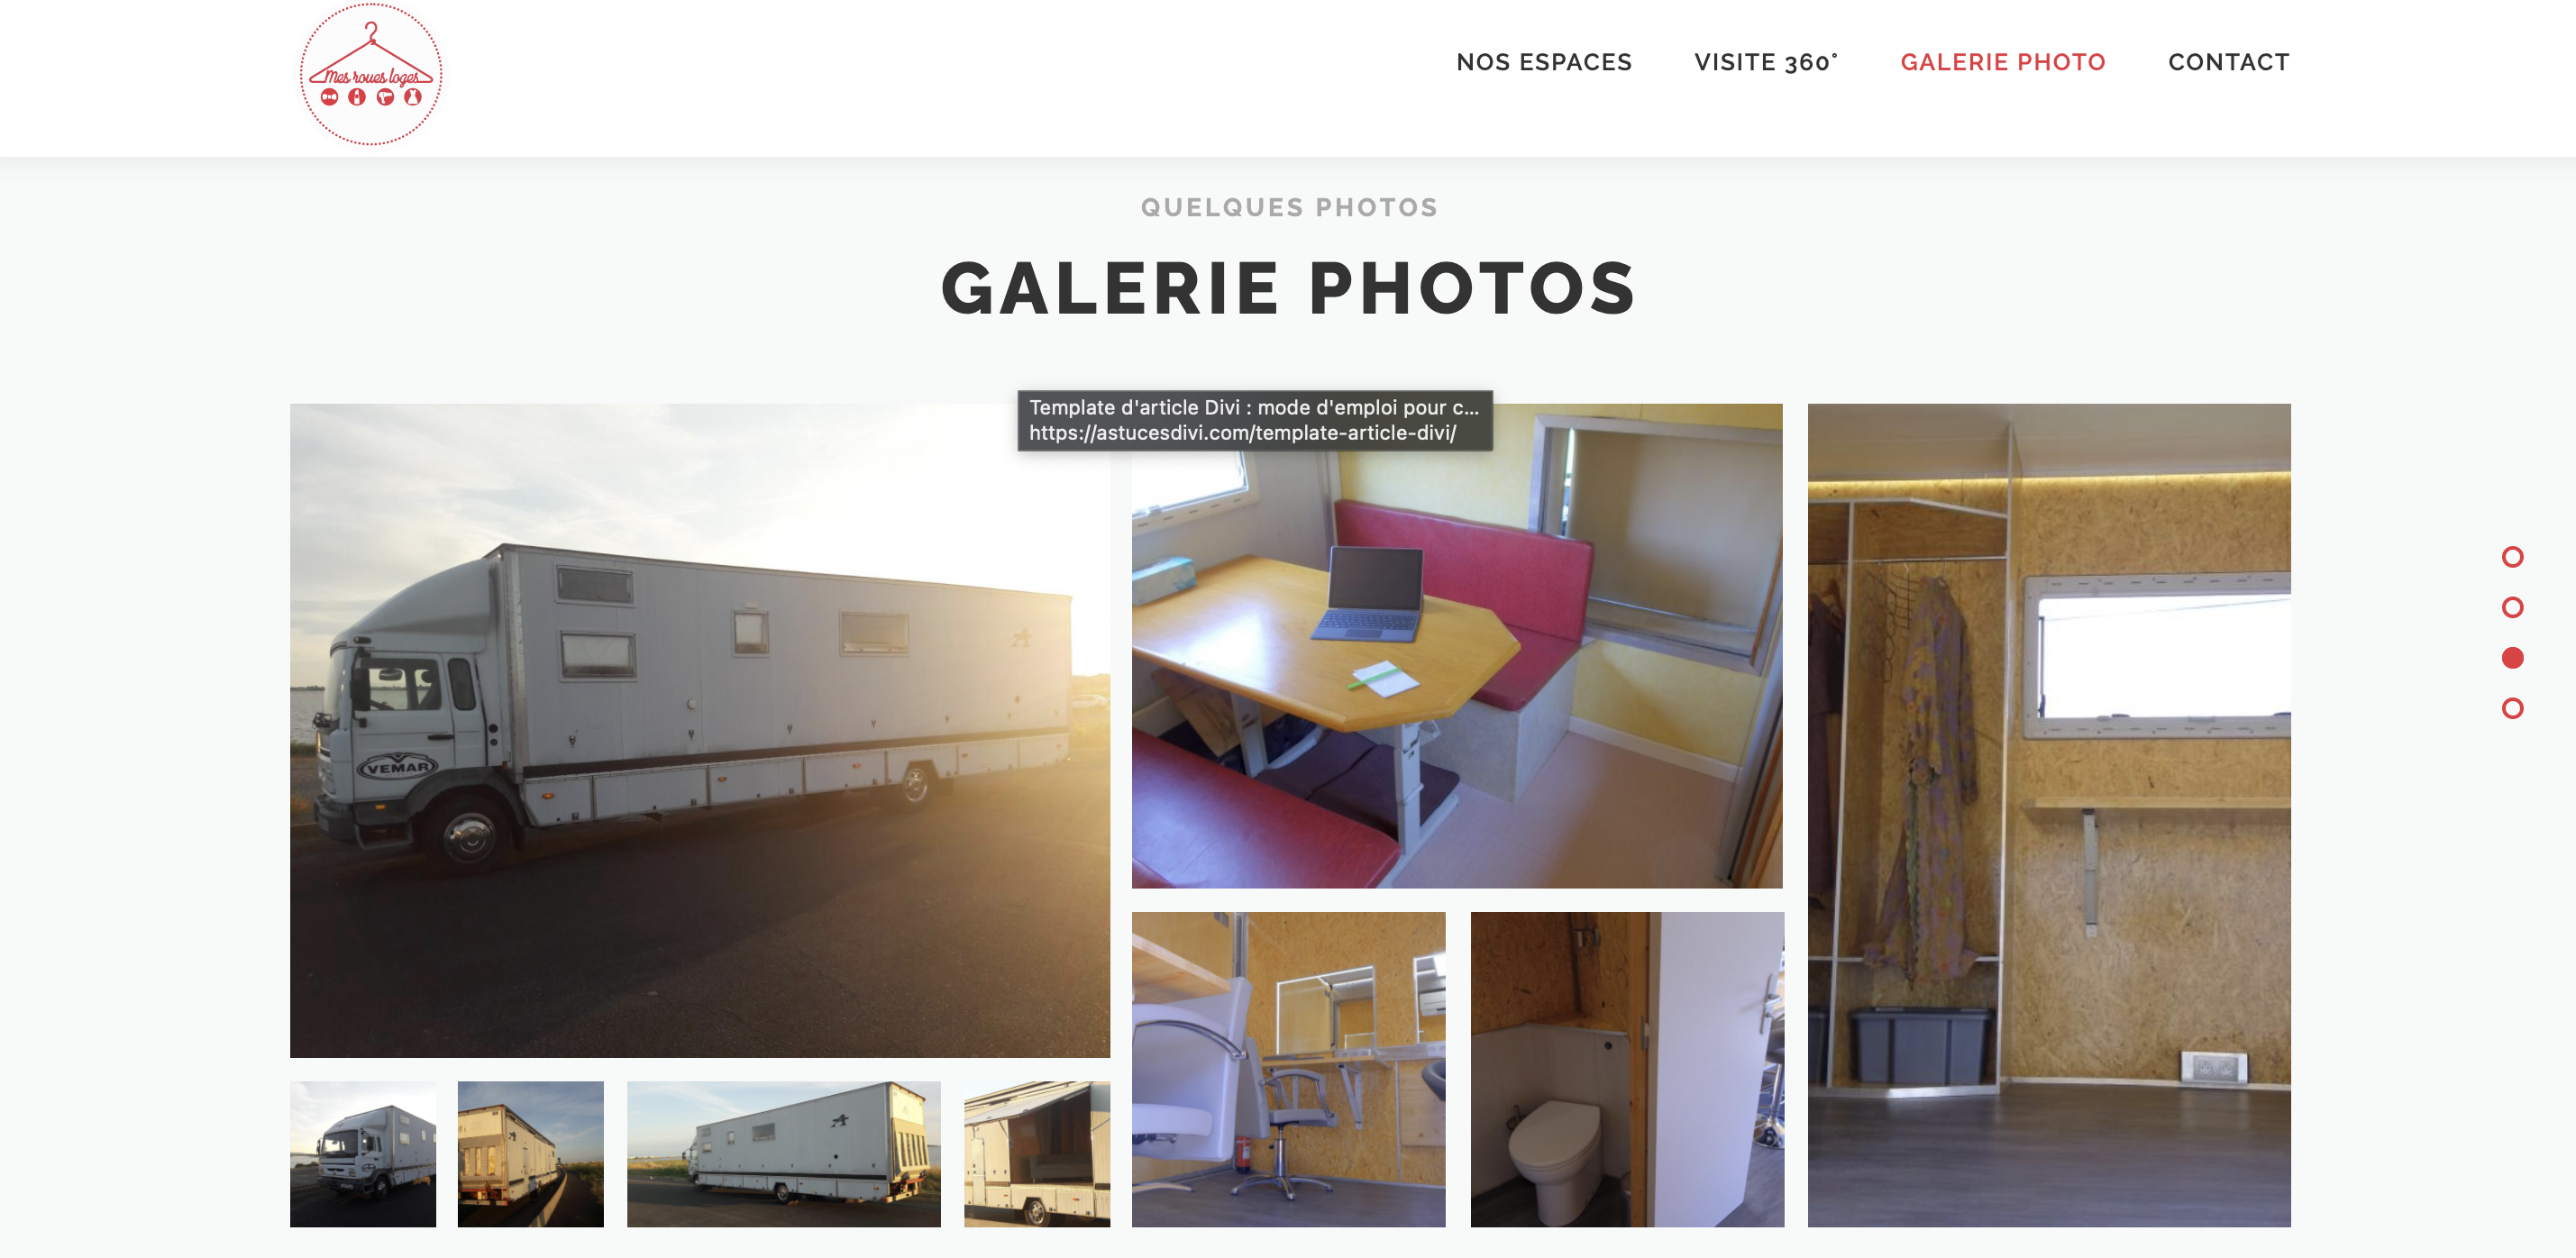 Mes roues loges
NOS ESPACES
VISITE 360°
GALERIE PHOTO
CONTACT
QUELQUES PHOTOS
GALERIE PHOTOS
Template d'article Divi : mode d'emploi pour c...
https://astucesdivi.com/template-article-divi/
VEMAR